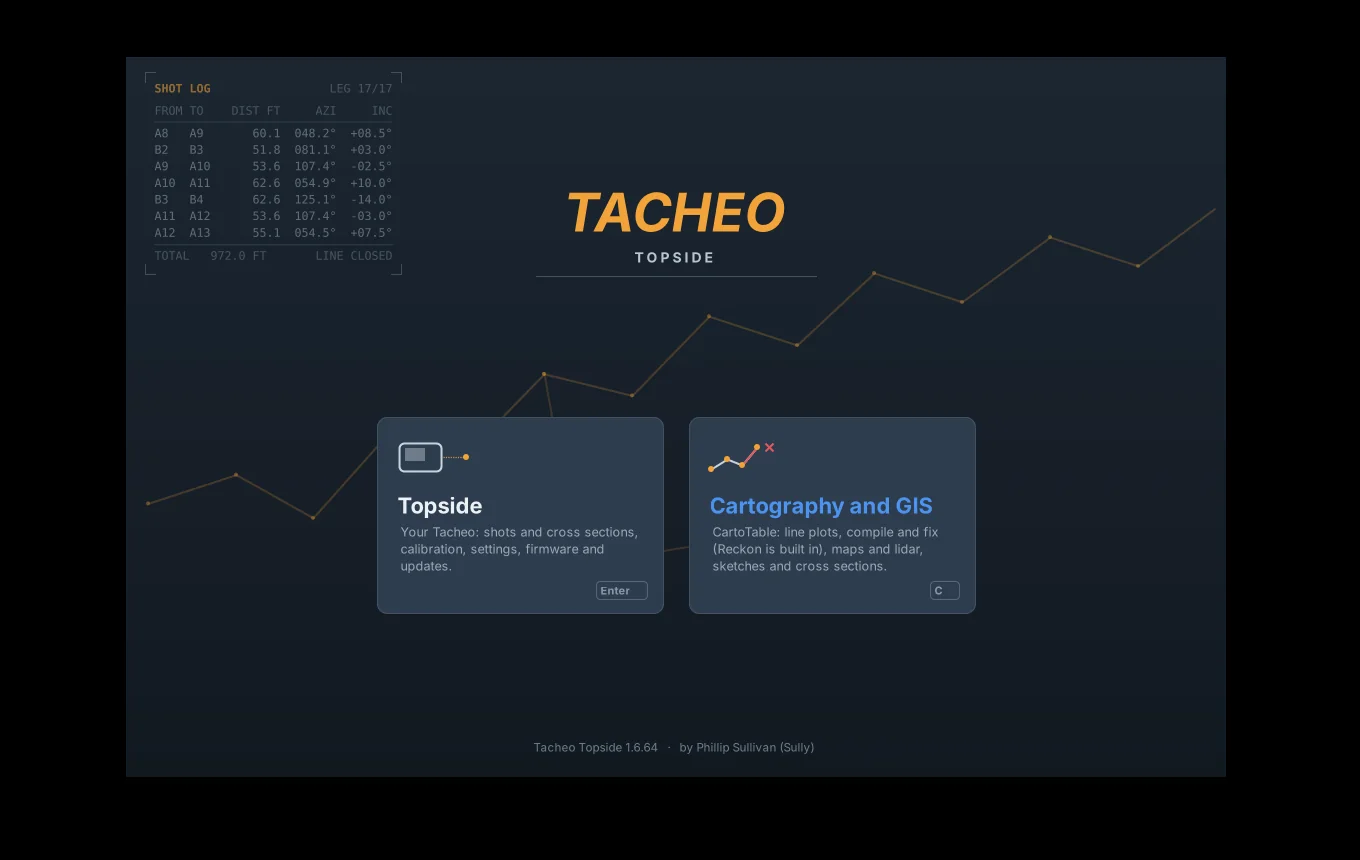 SHOT LOG LEG 17/17
FROM TO DIST FT AZI INC
A8 A9 60.1 048.2° +08.5°
B2 B3 51.8 081.1° +03.0°
A9 A10 53.6 107.4° -02.5°
A10 A11 62.6 054.9° +10.0°
B3 B4 62.6 125.1° -14.0°
A11 A12 53.6 107.4° -03.0°
A12 A13 55.1 054.5° +07.5°
TOTAL 972.0 FT LINE CLOSED
TACHEO
TOPSIDE
Topside
Your Tacheo: shots and cross sections,
calibration, settings, firmware and
updates.
Enter
Cartography and GIS
CartoTable: line plots, compile and fix
(Reckon is built in), maps and lidar,
sketches and cross sections.
C
Tacheo Topside 1.6.64 · by Phillip Sullivan (Sully)